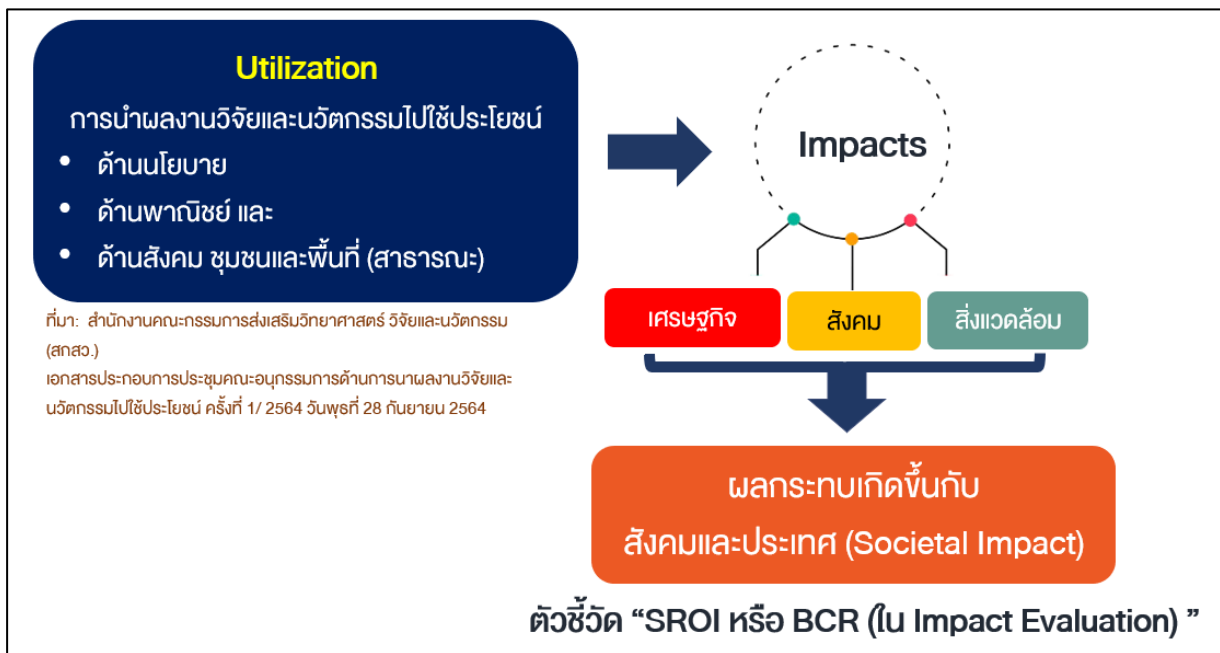 Utilization
การนำผลงานวิจัยและนวัตกรรมไปใช้ประโยชน์
• ด้านนโยบาย
• ด้านพาณิชย์ และ
• ด้านสังคม ชุมชนและพื้นที่ (สาธารณะ)
ที่มา: สำนักงานคณะกรรมการส่งเสริมวิทยาศาสตร์ วิจัยและนวัตกรรม
(สกสว.)
เอกสารประกอบการประชุมคณะอนุกรรมการด้านการนาผลงานวิจัยและ
นวัตกรรมไปใช้ประโยชน์ ครั้งที่ 1/ 2564 วันพุธที่ 28 กันยายน 2564
Impacts
เศรษฐกิจ
สังคม
สิ่งแวดล้อม
ผลกระทบเกิดขึ้นกับ
สังคมและประเทศ (Societal Impact)
ตัวชี้วัด “SROI หรือ BCR (ใน Impact Evaluation) ”